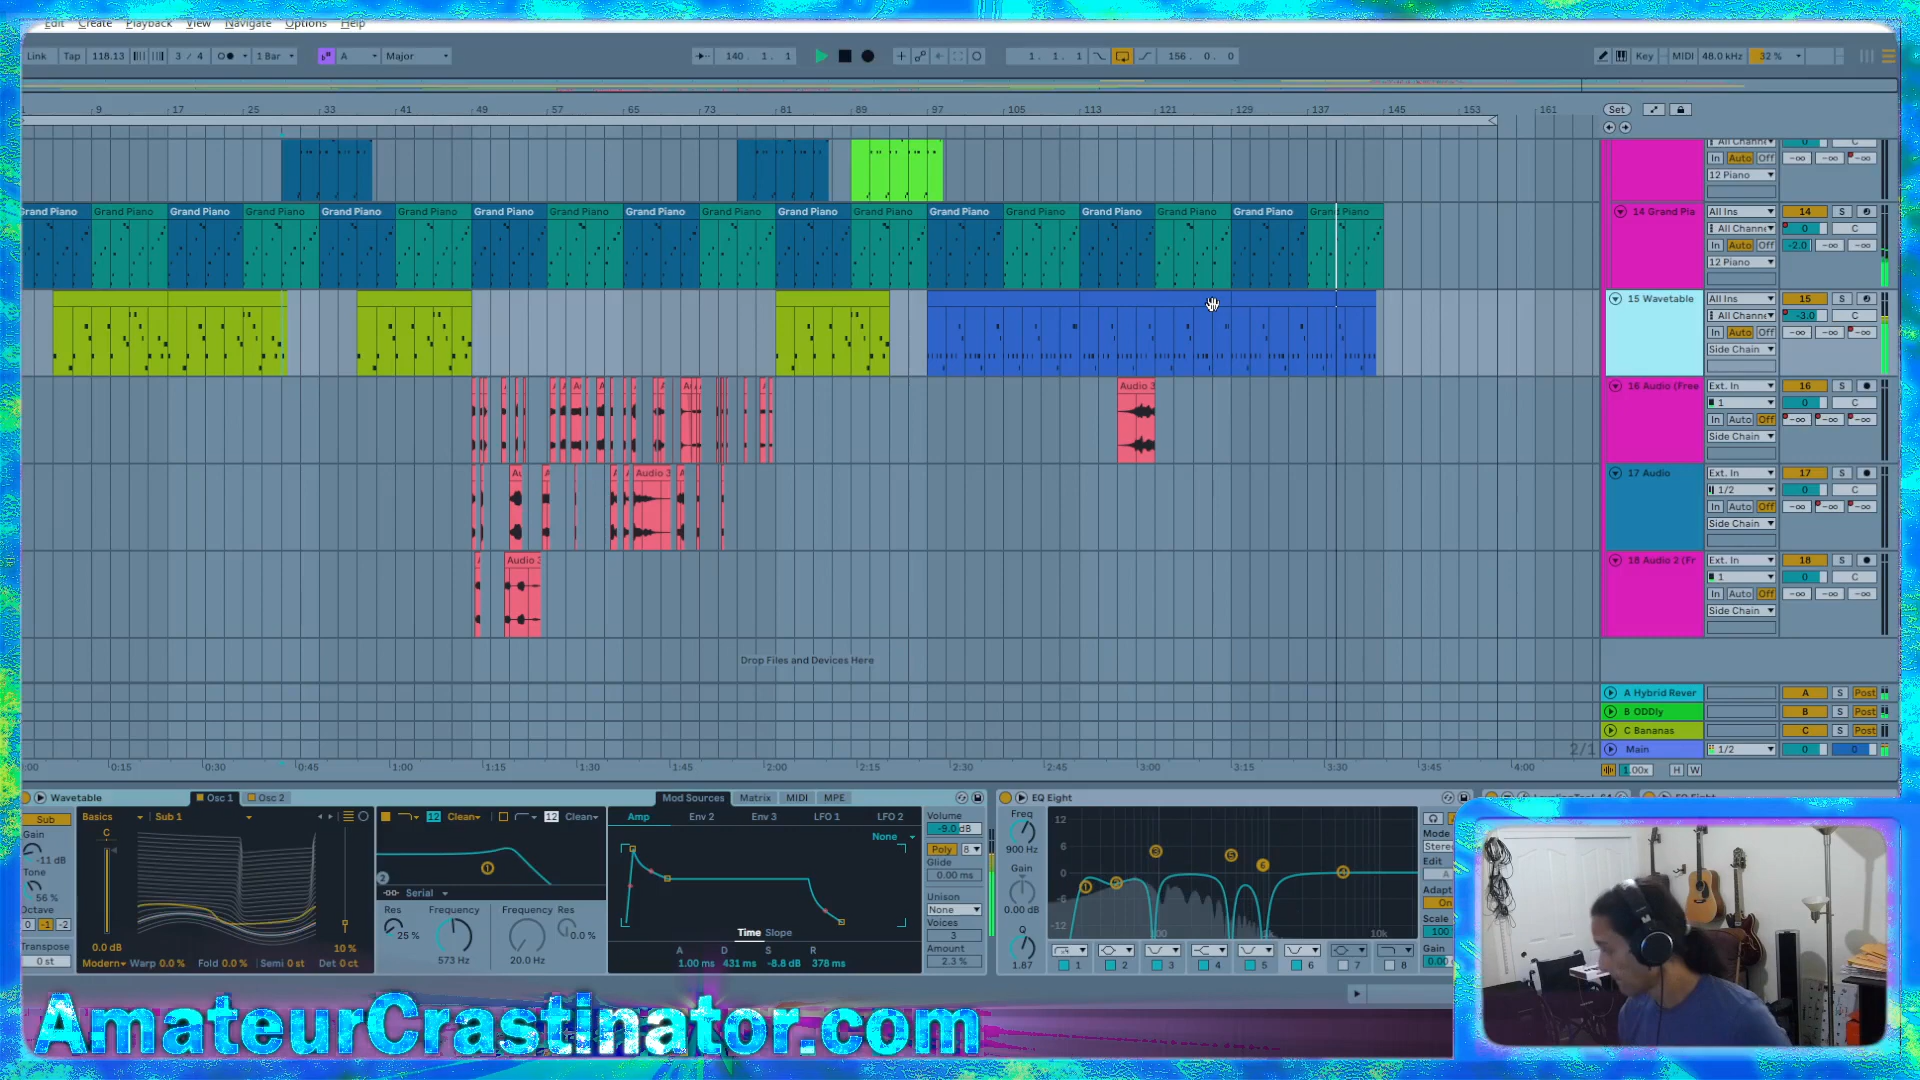 Edit Create Playback View Navigate Options Help
Link Tap 118.13 3 / 4 1 Bar A Major 140 . 1 . 1 1 . 1 . 1 156 . 0 . 0 Key MIDI 48.0 kHz 32 %
9 17 25 33 41 49 57 65 73 81 89 97 105 113 121 129 137 145 153 161 Set
In Auto Off
12 Piano
Grand Piano Grand Piano Grand Piano Grand Piano Grand Piano Grand Piano Grand Piano Grand Piano Grand Piano Grand Piano Grand Piano Grand Piano Grand Piano Grand Piano Grand Piano Grand Piano Grand Piano Grand Piano
14 Grand Pia All Ins 14 S
All Channe 0 C
In Auto Off -2.0 -∞ -∞
12 Piano
15 Wavetable All Ins 15 S
All Channe -3.0 C
In Auto Off -∞ -∞ -∞
Side Chain
Audio 3
16 Audio (Free Ext. In 16 S
1 0 C
In Auto Off -∞ -∞ -∞
Side Chain
Audio 3
17 Audio Ext. In 17 S
1/2 0 C
In Auto Off -∞ -∞ -∞
Side Chain
Audio 3
18 Audio 2 (Fr Ext. In 18 S
1 0 C
In Auto Off -∞ -∞ -∞
Side Chain
Drop Files and Devices Here
A Hybrid Rever A S Post
B ODDly B S Post
C Bananas C S Post
2/1 Main 1/2 0 0
:00 0:15 0:30 0:45 1:00 1:15 1:30 1:45 2:00 2:15 2:30 2:45 3:00 3:15 3:30 3:45 4:00 1.00x H W
Wavetable Osc 1 Osc 2 Mod Sources Matrix MIDI MPE EQ Eight
Sub Basics Sub 1 12 Clean 12 Clean Amp Env 2 Env 3 LFO 1 LFO 2 Volume
-9.0 dB
Gain
-11 dB
Tone
56 %
Octave
0 -1 -2
Transpose
0 st
C
0.0 dB 10 %
Modern Warp 0.0 % Fold 0.0 % Semi 0 st Det 0 ct
Serial
Res Frequency Frequency Res
25 % 573 Hz 20.0 Hz 0.0 %
None
Time Slope
A D S R
1.00 ms 431 ms -8.8 dB 378 ms
Poly 8
Glide
0.00 ms
Unison
None
Voices
3
Amount
2.3 %
Freq
900 Hz
Gain
0.00 dB
Q
1.87
12
6
0
-6
-12
100 1k 10k
1 2 3 4 5 6 7 8
Mode
Stereo
Edit
A
Adapt
On
Scale
100
Gain
0.00
AmateurCrastinator.com